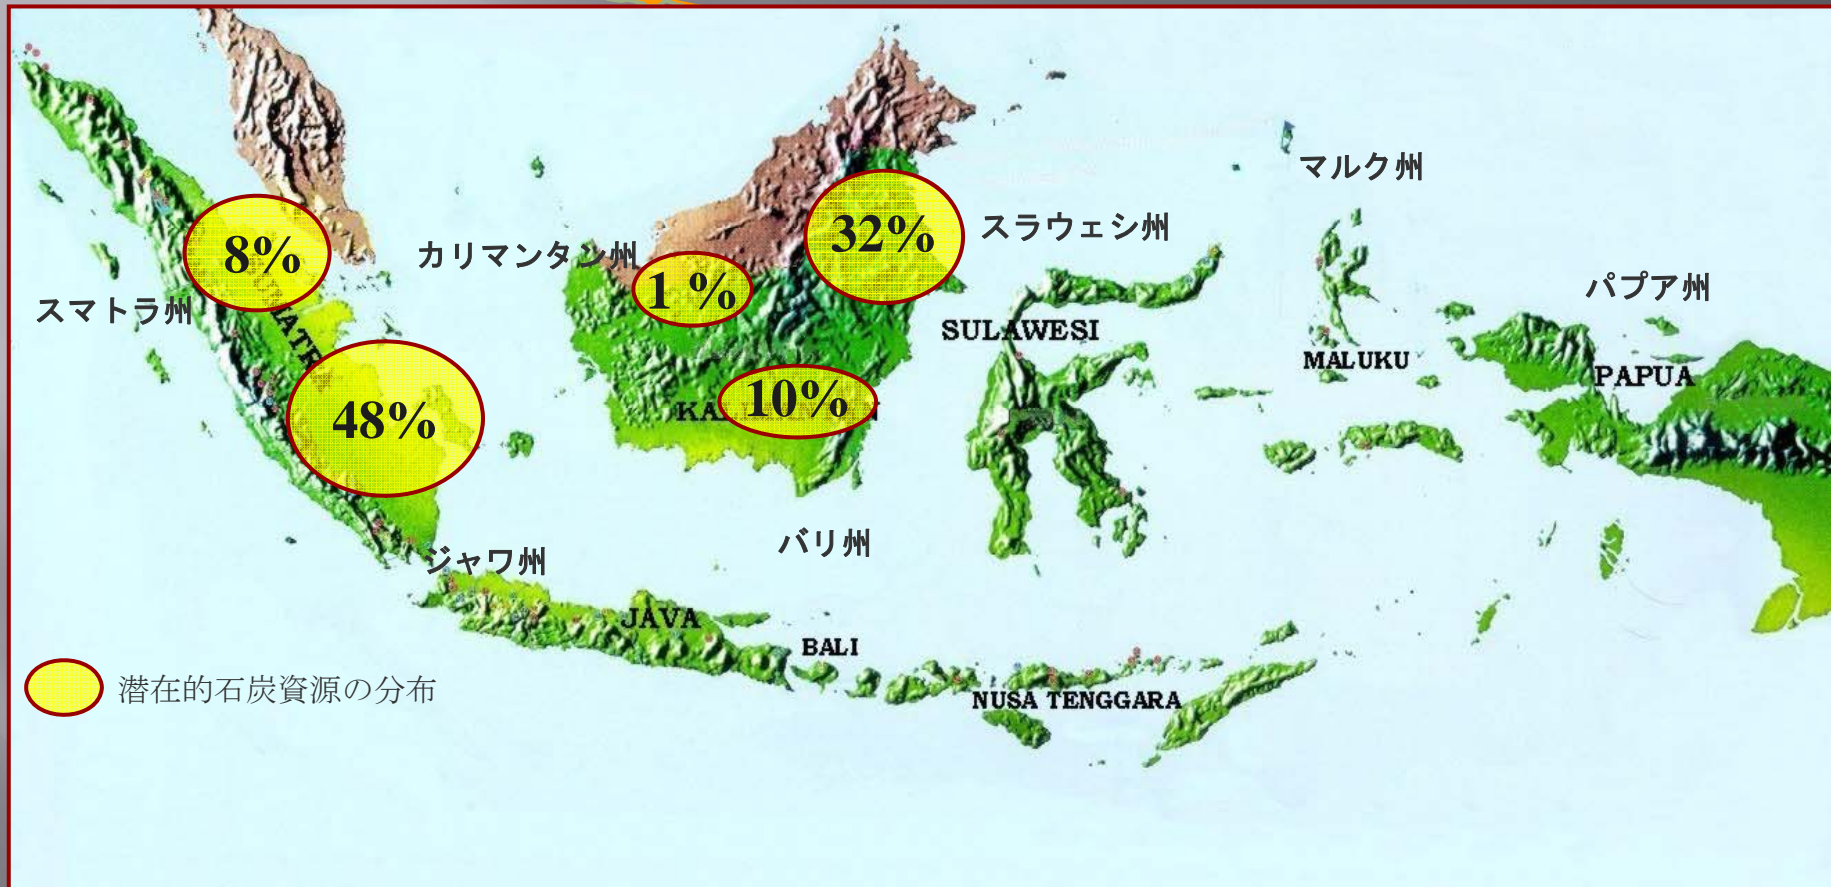 マルク州
スラウェシ州
32%
カリマンタン州
8%
1 %
パプア州
スマトラ州
SULAWESI
MALUKU
PAPUA
10%
48%
バリ州
ジャワ州
JAVA
BALI
潜在的石炭資源の分布
NUSA TENGGARA